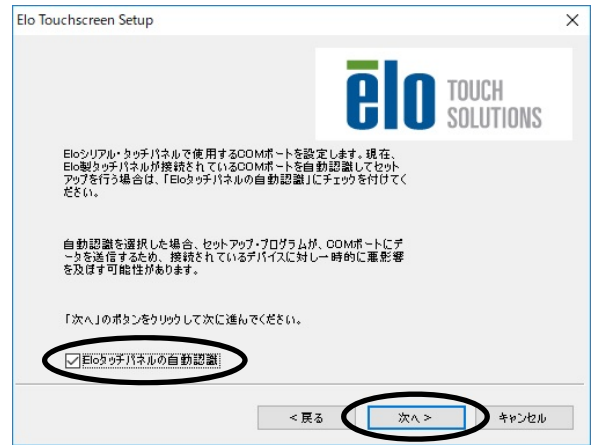 Elo Touchscreen Setup
elo TOUCH
SOLUTIONS
Eloシリアル・タッチパネルで使用するCOMポートを設定します。現在、
Elo製タッチパネルが接続されているCOMポートを自動認識してセット
アップを行う場合は、「Eloタッチパネルの自動認識」にチェックを付けてく
ださい。
自動認識を選択した場合、セットアップ・プログラムが、COMポートにデ
ータを送信するため、接続されているデバイスに対し一時的に悪影響
を及ぼす可能性があります。
「次へ」のボタンをクリックして次に進んでください。
Eloタッチパネルの自動認識
< 戻る
次へ >
キャンセル